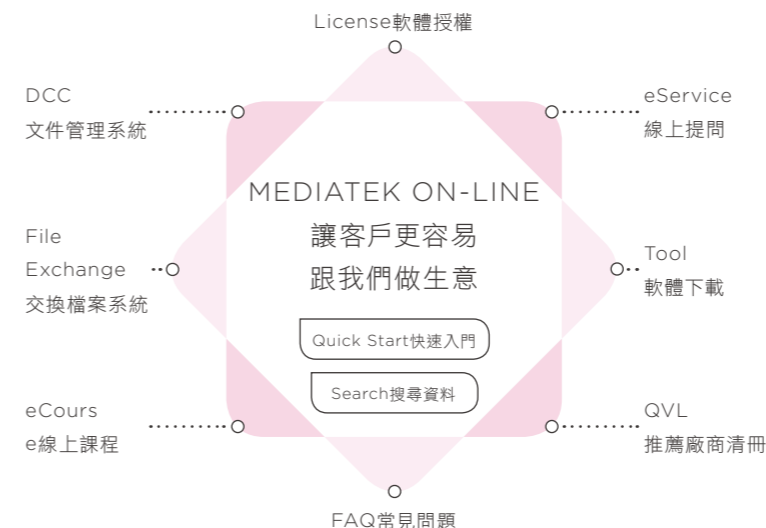 License軟體授權
DCC
文件管理系統
eService
線上提問
MEDIATEK ON-LINE
讓客戶更容易
跟我們做生意
File
Exchange
交換檔案系統
Tool
軟體下載
Quick Start快速入門
Search搜尋資料
eCours
e線上課程
QVL
推薦廠商清冊
FAQ常見問題